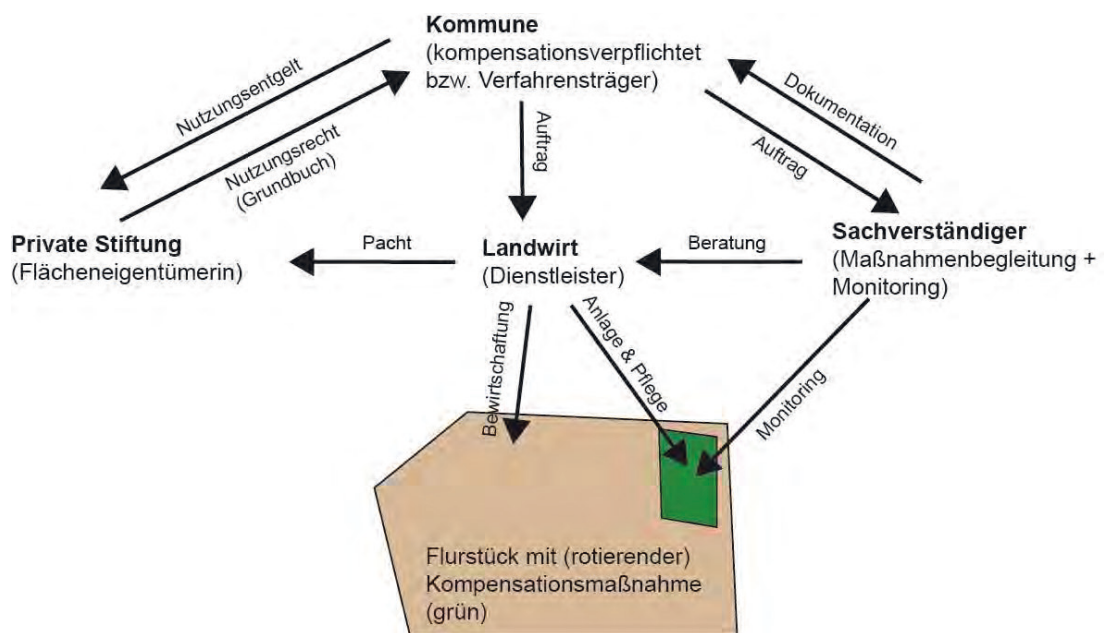 Kommune
(kompensationsverpflichtet
bzw. Verfahrensträger)
Nutzungsentgelt
Nutzungsrecht
(Grundbuch)
Auftrag
Dokumentation
Auftrag
Private Stiftung
(Flächeneigentümerin)
Pacht
Landwirt
(Dienstleister)
Beratung
Sachverständiger
(Maßnahmenbegleitung +
Monitoring)
Bewirtschaftung
Anlage & Pflege
Monitoring
Flurstück mit (rotierender)
Kompensationsmaßnahme
(grün)